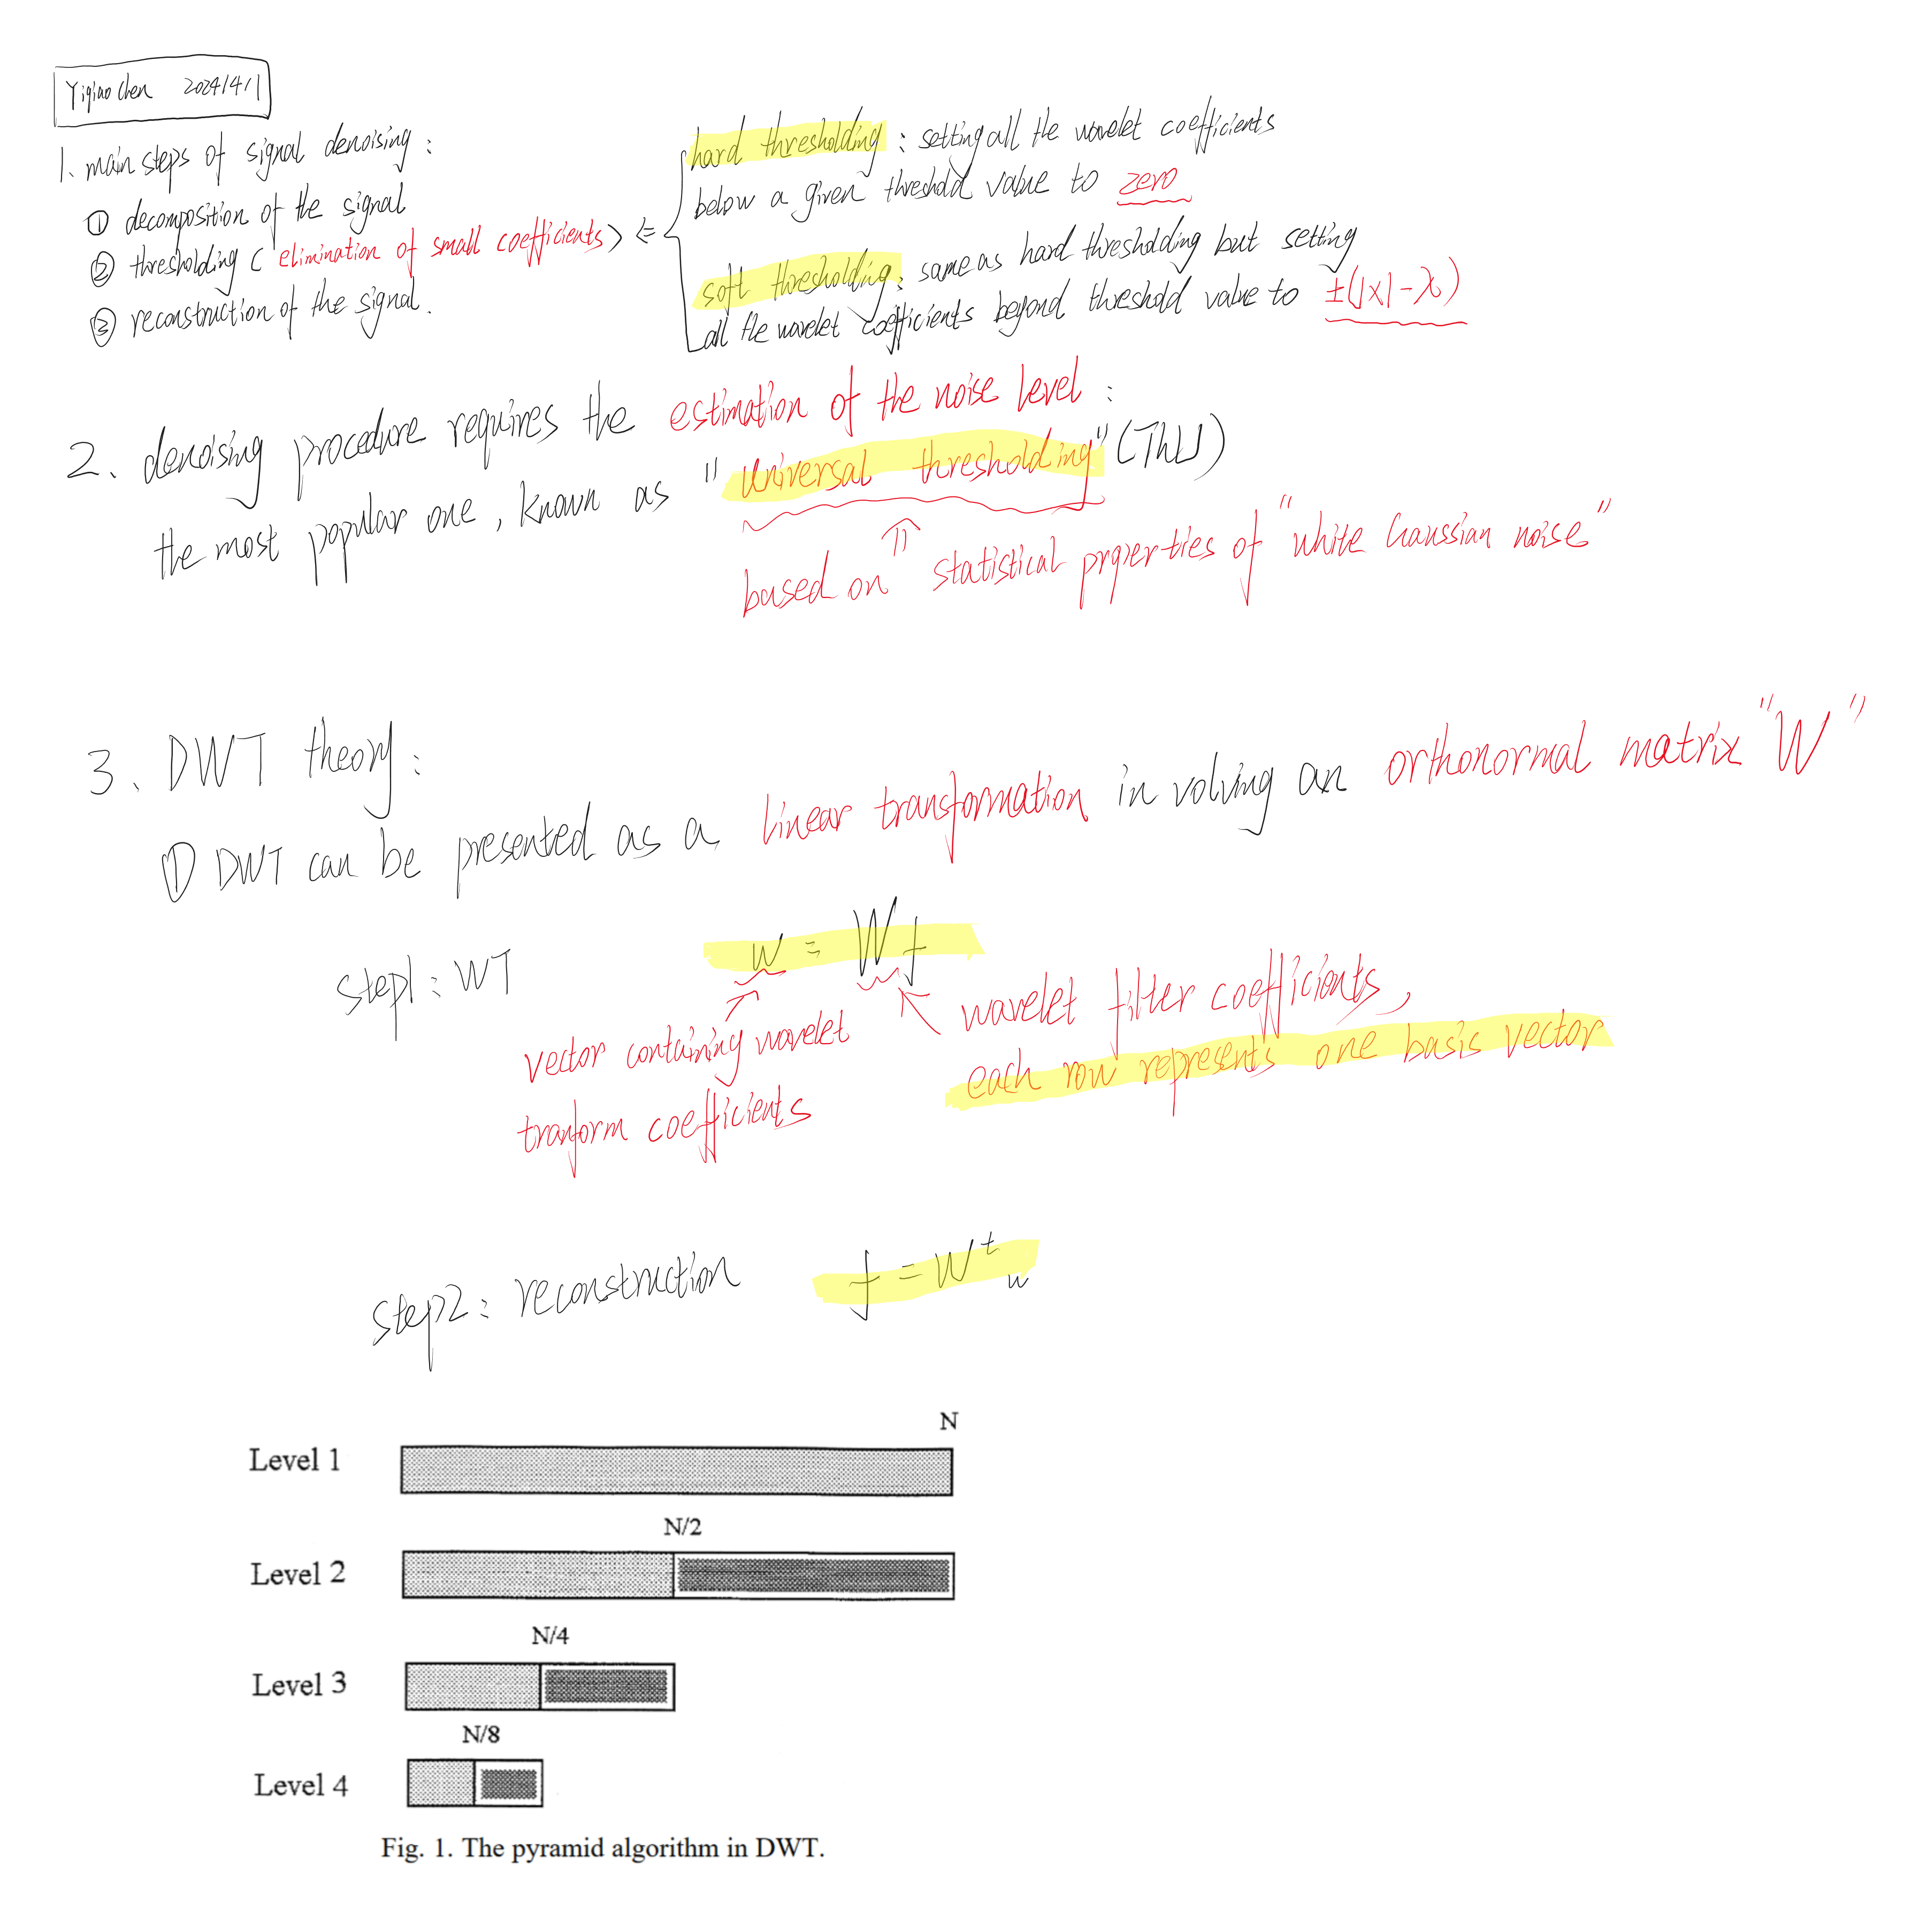 Yiqiao Chen 2024/4/1
1. main steps of signal denoising :
① decomposition of the signal
② thresholding ( elimination of small coefficients ) ⇐
③ reconstruction of the signal.
hard thresholding : setting all the wavelet coefficients
below a given threshold value to zero
soft thresholding : same as hard thresholding but setting
all the wavelet coefficients beyond threshold value to ±(|x|-λ)
2. denoising procedure requires the estimation of the noise level :
the most popular one, known as "universal thresholding" (ThU)
⇑
based on statistical properties of "white Gaussian noise"
3. DWT theory :
① DWT can be presented as a linear transformation involving an orthonormal matrix "W"
step1 : WT w = Wf
vector containing wavelet
tranform coefficients
wavelet filter coefficients,
each row represents one basis vector
step2 : reconstruction f = W^t w
N
Level 1
N/2
Level 2
N/4
Level 3
N/8
Level 4
Fig. 1. The pyramid algorithm in DWT.